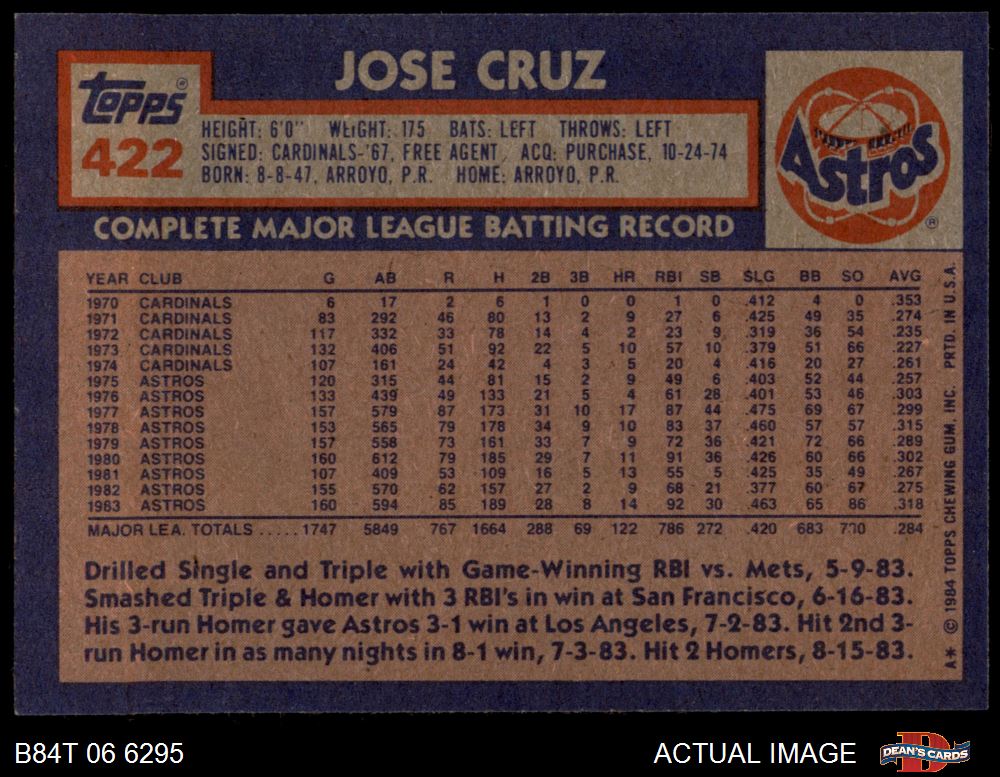 JOSE CRUZ
Topps®
422
HEIGHT: 6'0" WEIGHT: 175 BATS: LEFT THROWS: LEFT
SIGNED: CARDINALS-'67, FREE AGENT ACQ: PURCHASE, 10-24-74
BORN: 8-8-47, ARROYO, P.R. HOME: ARROYO, P.R.
Astros
®
COMPLETE MAJOR LEAGUE BATTING RECORD
YEAR CLUB G AB R H 2B 3B HR RBI SB SLG BB SO AVG
1970 CARDINALS 6 17 2 6 1 0 0 1 0 .412 4 0 .353
1971 CARDINALS 83 292 46 80 13 2 9 27 6 .425 49 35 .274
1972 CARDINALS 117 332 33 78 14 4 2 23 9 .319 36 54 .235
1973 CARDINALS 132 406 51 92 22 5 10 57 10 .379 51 66 .227
1974 CARDINALS 107 161 24 42 4 3 5 20 4 .416 20 27 .261
1975 ASTROS 120 315 44 81 15 2 9 49 6 .403 52 44 .257
1976 ASTROS 133 439 49 133 21 5 4 61 28 .401 53 46 .303
1977 ASTROS 157 579 87 173 31 10 17 87 44 .475 69 67 .299
1978 ASTROS 153 565 79 178 34 9 10 83 37 .460 57 57 .315
1979 ASTROS 157 558 73 161 33 7 9 72 36 .421 72 66 .289
1980 ASTROS 160 612 79 185 29 7 11 91 36 .426 60 66 .302
1981 ASTROS 107 409 53 109 16 5 13 55 5 .425 35 49 .267
1982 ASTROS 155 570 62 157 27 2 9 68 21 .377 60 67 .275
1983 ASTROS 160 594 85 189 28 8 14 92 30 .463 65 86 .318
MAJOR LEA. TOTALS ..... 1747 5849 767 1664 288 69 122 786 272 .420 683 730 .284
Drilled Single and Triple with Game-Winning RBI vs. Mets, 5-9-83.
Smashed Triple & Homer with 3 RBI's in win at San Francisco, 6-16-83.
His 3-run Homer gave Astros 3-1 win at Los Angeles, 7-2-83. Hit 2nd 3-
run Homer in as many nights in 8-1 win, 7-3-83. Hit 2 Homers, 8-15-83.
A* © 1984 TOPPS CHEWING GUM, INC. PRTD. IN U.S.A.
B84T 06 6295
ACTUAL IMAGE
D
DEAN'S CARDS